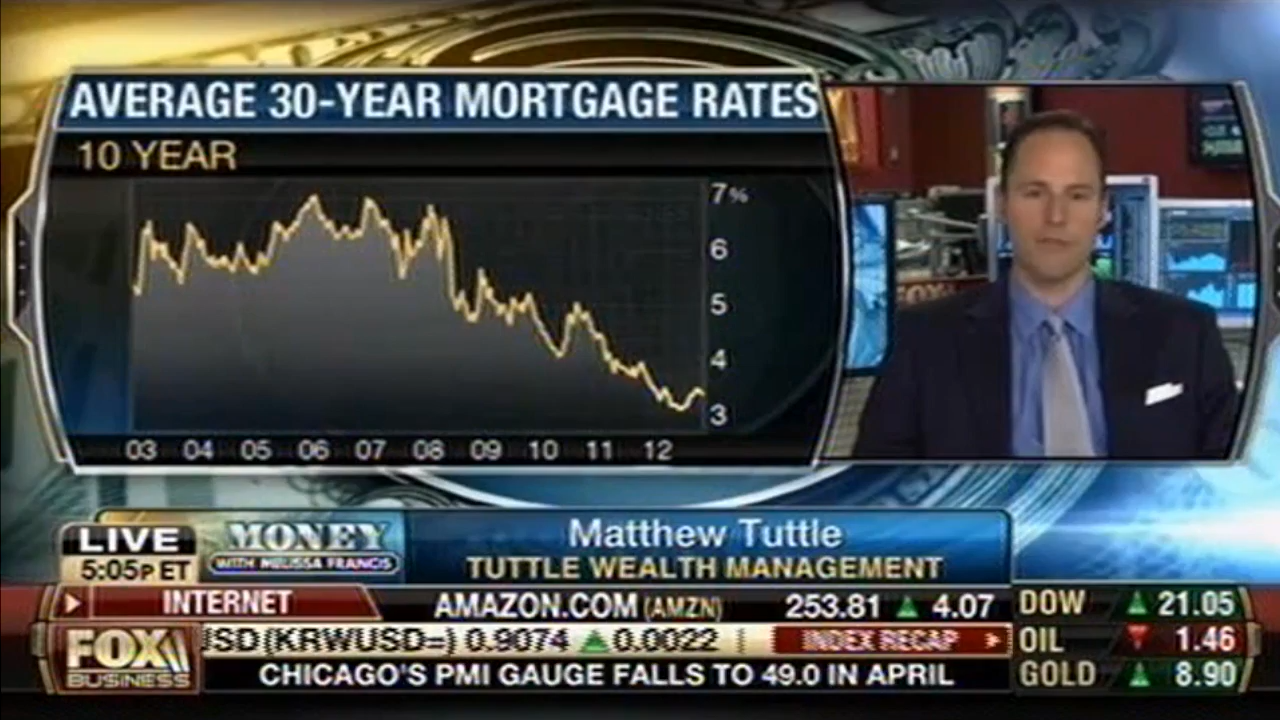 AVERAGE 30-YEAR MORTGAGE RATES
10 YEAR
7%
6
5
4
3
03 04 05 06 07 08 09 10 11 12
Matthew Tuttle
TUTTLE WEALTH MANAGEMENT
LIVE
5:05P ET
MONEY
WITH MELISSA FRANCIS
INTERNET
AMAZON.COM (AMZN) 253.81 4.07
SD(KRWUSD=) 0.9074 0.0022
INDEX RECAP
CHICAGO'S PMI GAUGE FALLS TO 49.0 IN APRIL
FOX
BUSINESS
DOW 21.05
OIL 1.46
GOLD 8.90